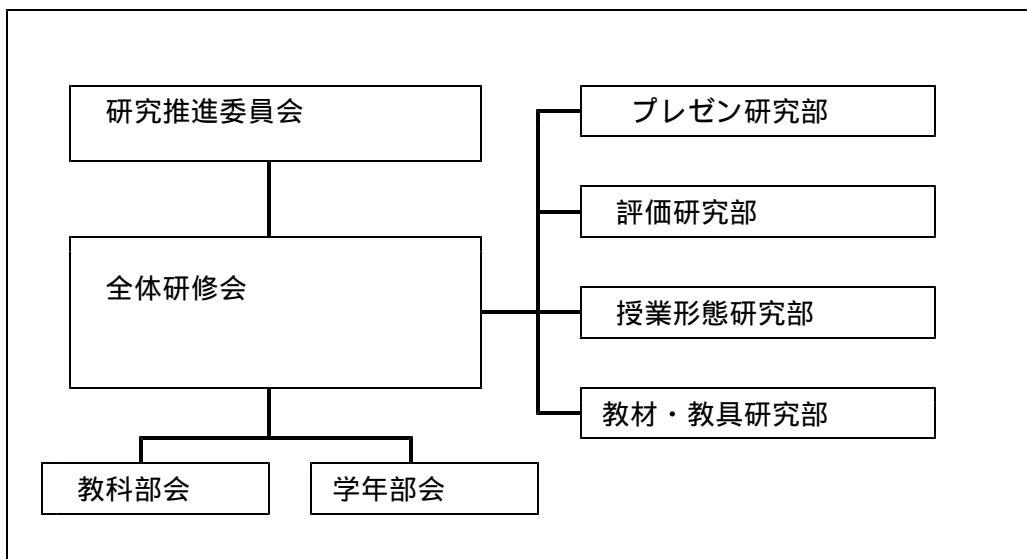 研究推進委員会
全体研修会
教科部会
学年部会
プレゼン研究部
評価研究部
授業形態研究部
教材・教具研究部